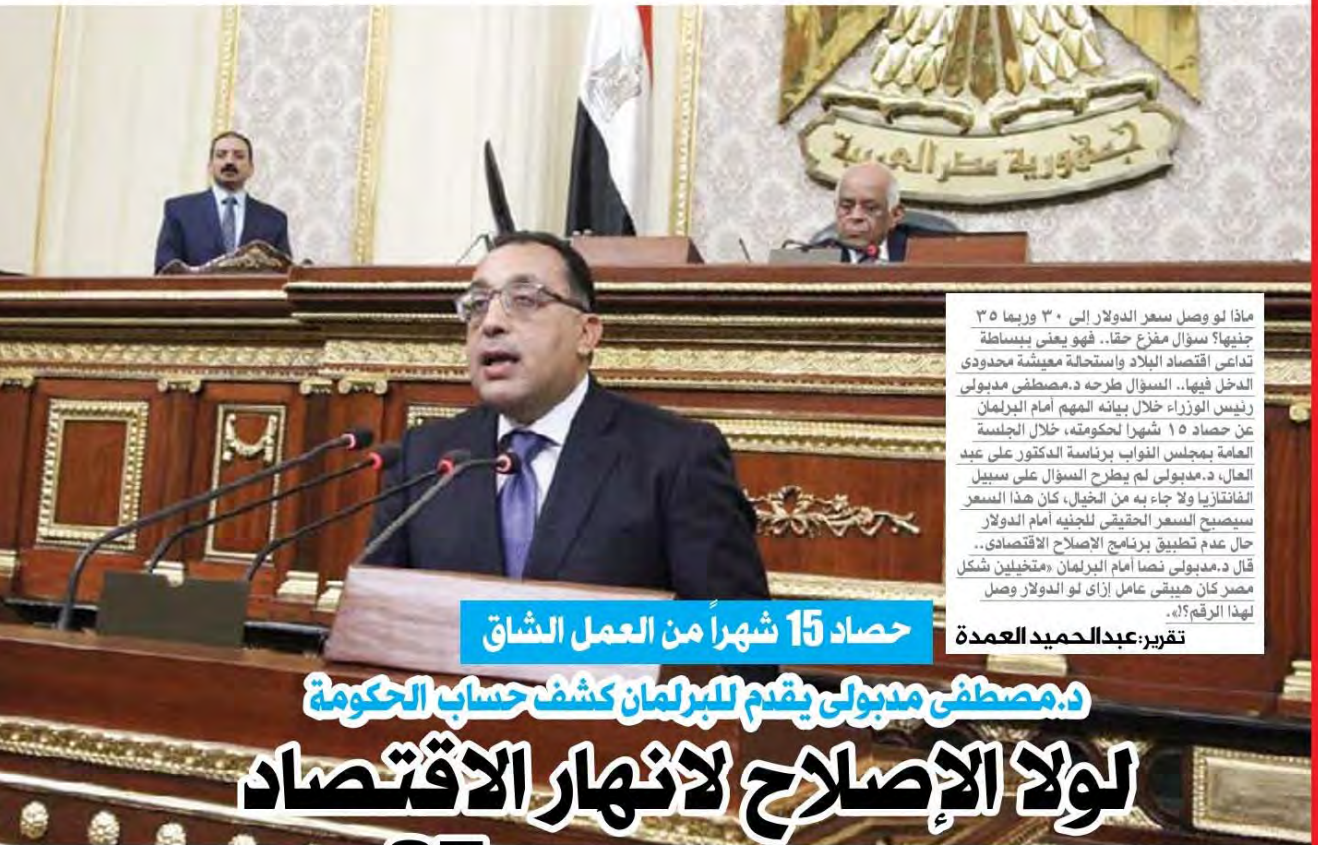 جمهورية مصر العربية
ماذا لو وصل سعر الدولار إلى ٣٠ وربما ٣٥
جنيها؟ سؤال مفزع حقا.. فهو يعنى ببساطة
تداعى اقتصاد البلاد واستحالة معيشة محدودى
الدخل فيها.. السؤال طرحه د.مصطفى مدبولى
رئيس الوزراء خلال بيانه المهم أمام البرلمان
عن حصاد ١٥ شهرا لحكومته، خلال الجلسة
العامة بمجلس النواب برئاسة الدكتور على عبد
العال، د.مدبولى لم يطرح السؤال على سبيل
الفانتازيا ولا جاء به من الخيال، كان هذا السعر
سيصبح السعر الحقيقى للجنيه أمام الدولار
حال عدم تطبيق برنامج الإصلاح الاقتصادى..
قال د.مدبولى نصا أمام البرلمان «متخيلين شكل
مصر كان هيبقى عامل إزاى لو الدولار وصل
لهذا الرقم؟!».
تقرير:عبدالحميد العمدة
حصاد 15 شهراً من العمل الشاق
د.مصطفى مدبولى يقدم للبرلمان كشف حساب الحكومة
لولا الإصلاح لانهار الاقتصاد